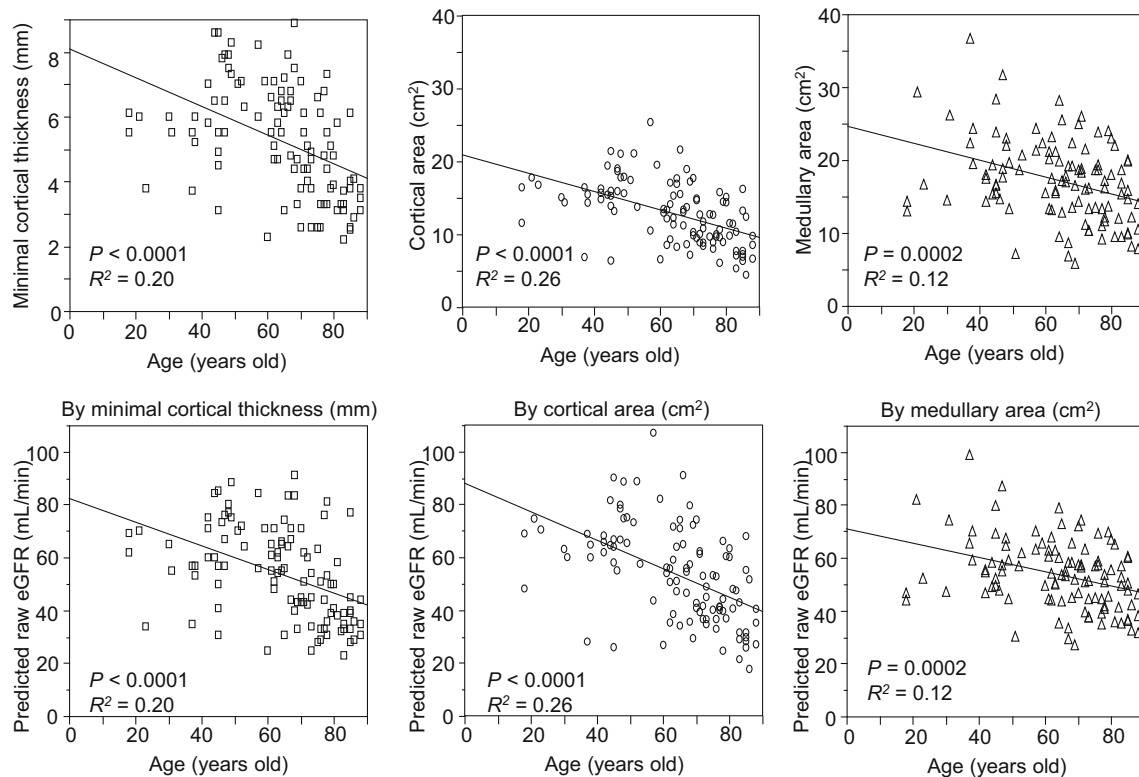 Minimal cortical thickness (mm)
8
6
4
2
0
P < 0.0001
R² = 0.20
0 20 40 60 80
Age (years old)
Cortical area (cm²)
40
30
20
10
0
P < 0.0001
R² = 0.26
0 20 40 60 80
Age (years old)
Medullary area (cm²)
40
30
20
10
0
P = 0.0002
R² = 0.12
0 20 40 60 80
Age (years old)
By minimal cortical thickness (mm)
Predicted raw eGFR (mL/min)
100
80
60
40
20
0
P < 0.0001
R² = 0.20
0 20 40 60 80
Age (years old)
By cortical area (cm²)
Predicted raw eGFR (mL/min)
100
80
60
40
20
0
P < 0.0001
R² = 0.26
0 20 40 60 80
Age (years old)
By medullary area (cm²)
Predicted raw eGFR (mL/min)
100
80
60
40
20
0
P = 0.0002
R² = 0.12
0 20 40 60 80
Age (years old)